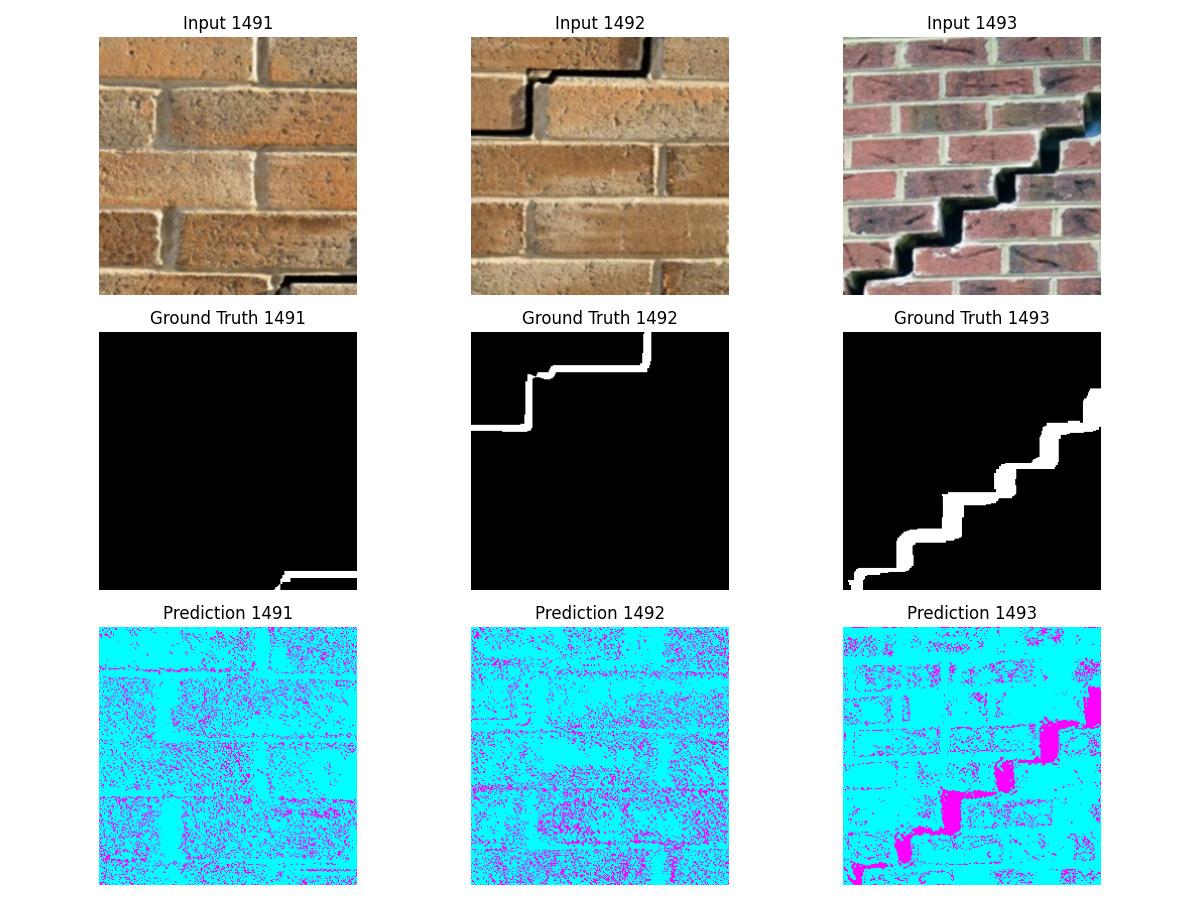 Input 1491
Input 1492
Input 1493
Ground Truth 1491
Ground Truth 1492
Ground Truth 1493
Prediction 1491
Prediction 1492
Prediction 1493